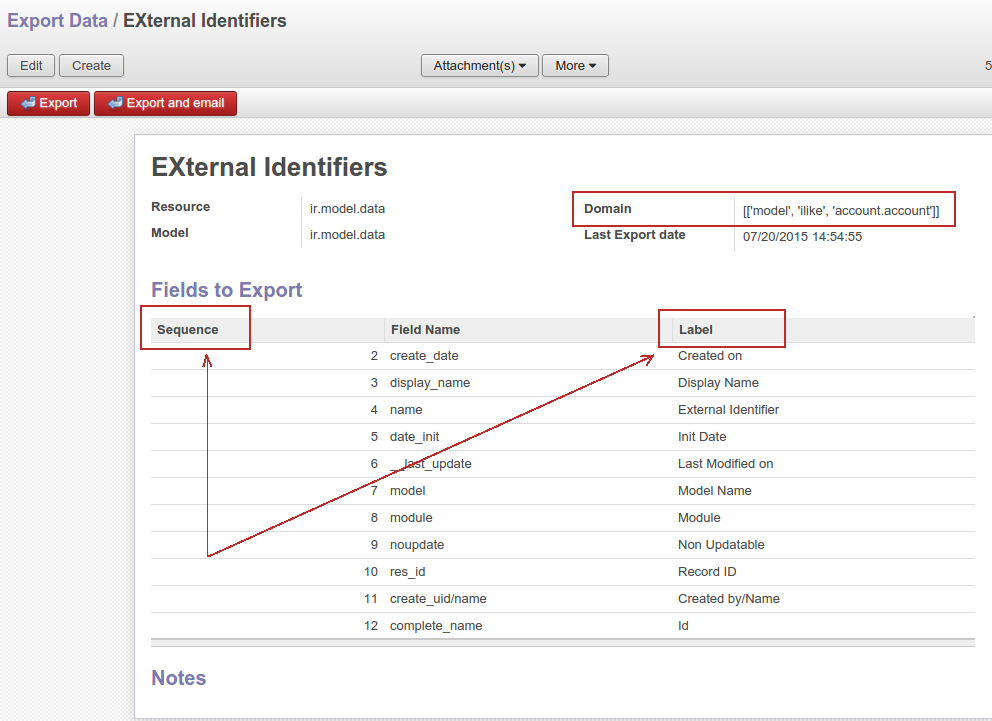 Export Data / EXternal Identifiers
Edit Create Attachment(s) More 5
Export Export and email
EXternal Identifiers
Resource ir.model.data Domain [['model', 'ilike', 'account.account']]
Model ir.model.data Last Export date 07/20/2015 14:54:55
Fields to Export
Sequence Field Name Label
2 create_date Created on
3 display_name Display Name
4 name External Identifier
5 date_init Init Date
6 __last_update Last Modified on
7 model Model Name
8 module Module
9 noupdate Non Updatable
10 res_id Record ID
11 create_uid/name Created by/Name
12 complete_name Id
Notes